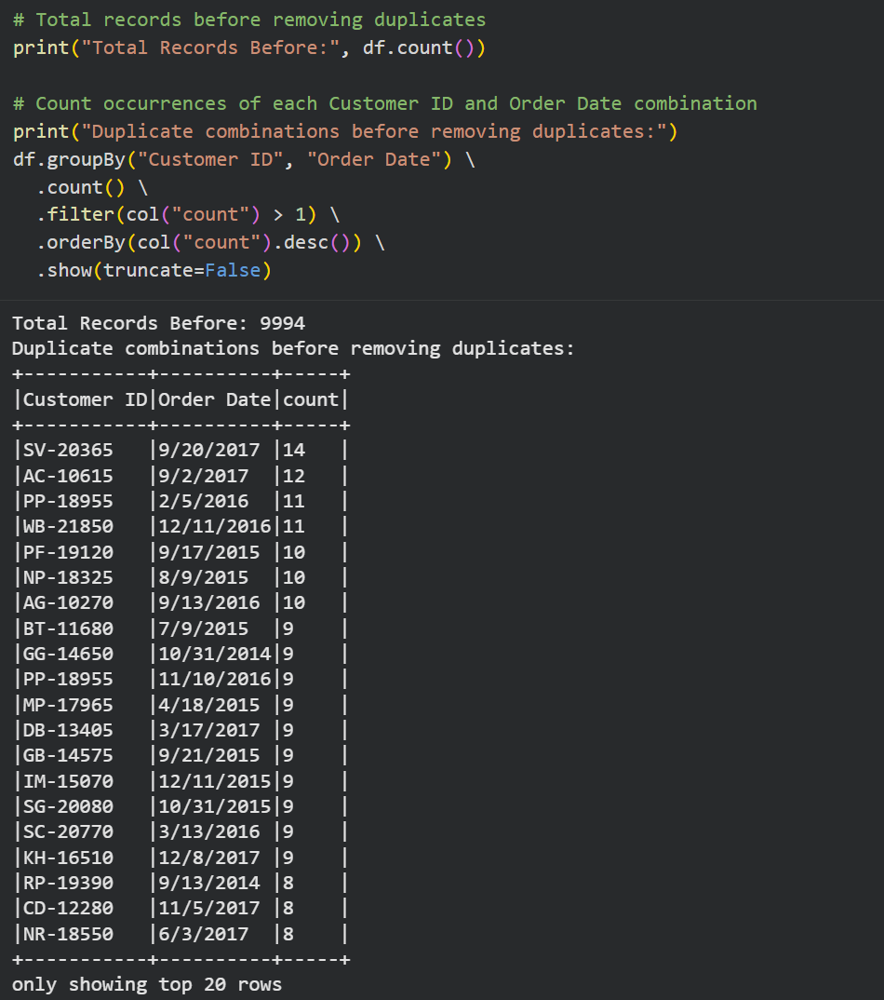 # Total records before removing duplicates
print("Total Records Before:", df.count())

# Count occurrences of each Customer ID and Order Date combination
print("Duplicate combinations before removing duplicates:")
df.groupBy("Customer ID", "Order Date") \
  .count() \
  .filter(col("count") > 1) \
  .orderBy(col("count").desc()) \
  .show(truncate=False)

Total Records Before: 9994
Duplicate combinations before removing duplicates:
+-----------+----------+-----+
|Customer ID|Order Date|count|
+-----------+----------+-----+
|SV-20365   |9/20/2017 |14   |
|AC-10615   |9/2/2017  |12   |
|PP-18955   |2/5/2016  |11   |
|WB-21850   |12/11/2016|11   |
|PF-19120   |9/17/2015 |10   |
|NP-18325   |8/9/2015  |10   |
|AG-10270   |9/13/2016 |10   |
|BT-11680   |7/9/2015  |9    |
|GG-14650   |10/31/2014|9    |
|PP-18955   |11/10/2016|9    |
|MP-17965   |4/18/2015 |9    |
|DB-13405   |3/17/2017 |9    |
|GB-14575   |9/21/2015 |9    |
|IM-15070   |12/11/2015|9    |
|SG-20080   |10/31/2015|9    |
|SC-20770   |3/13/2016 |9    |
|KH-16510   |12/8/2017 |9    |
|RP-19390   |9/13/2014 |8    |
|CD-12280   |11/5/2017 |8    |
|NR-18550   |6/3/2017  |8    |
+-----------+----------+-----+
only showing top 20 rows